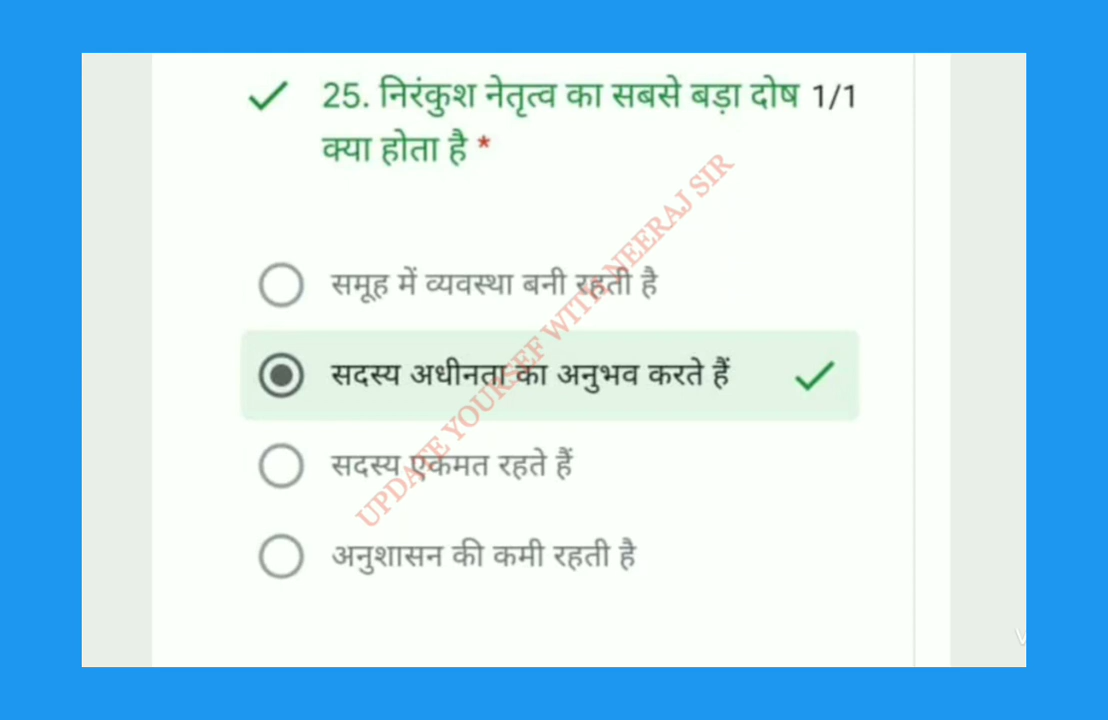 25. निरंकुश नेतृत्व का सबसे बड़ा दोष 1/1
क्या होता है *
समूह में व्यवस्था बनी रहती है
सदस्य अधीनता का अनुभव करते हैं
सदस्य एकमत रहते हैं
अनुशासन की कमी रहती है
UPDATE YOURSEF WITH NEERAJ SIR